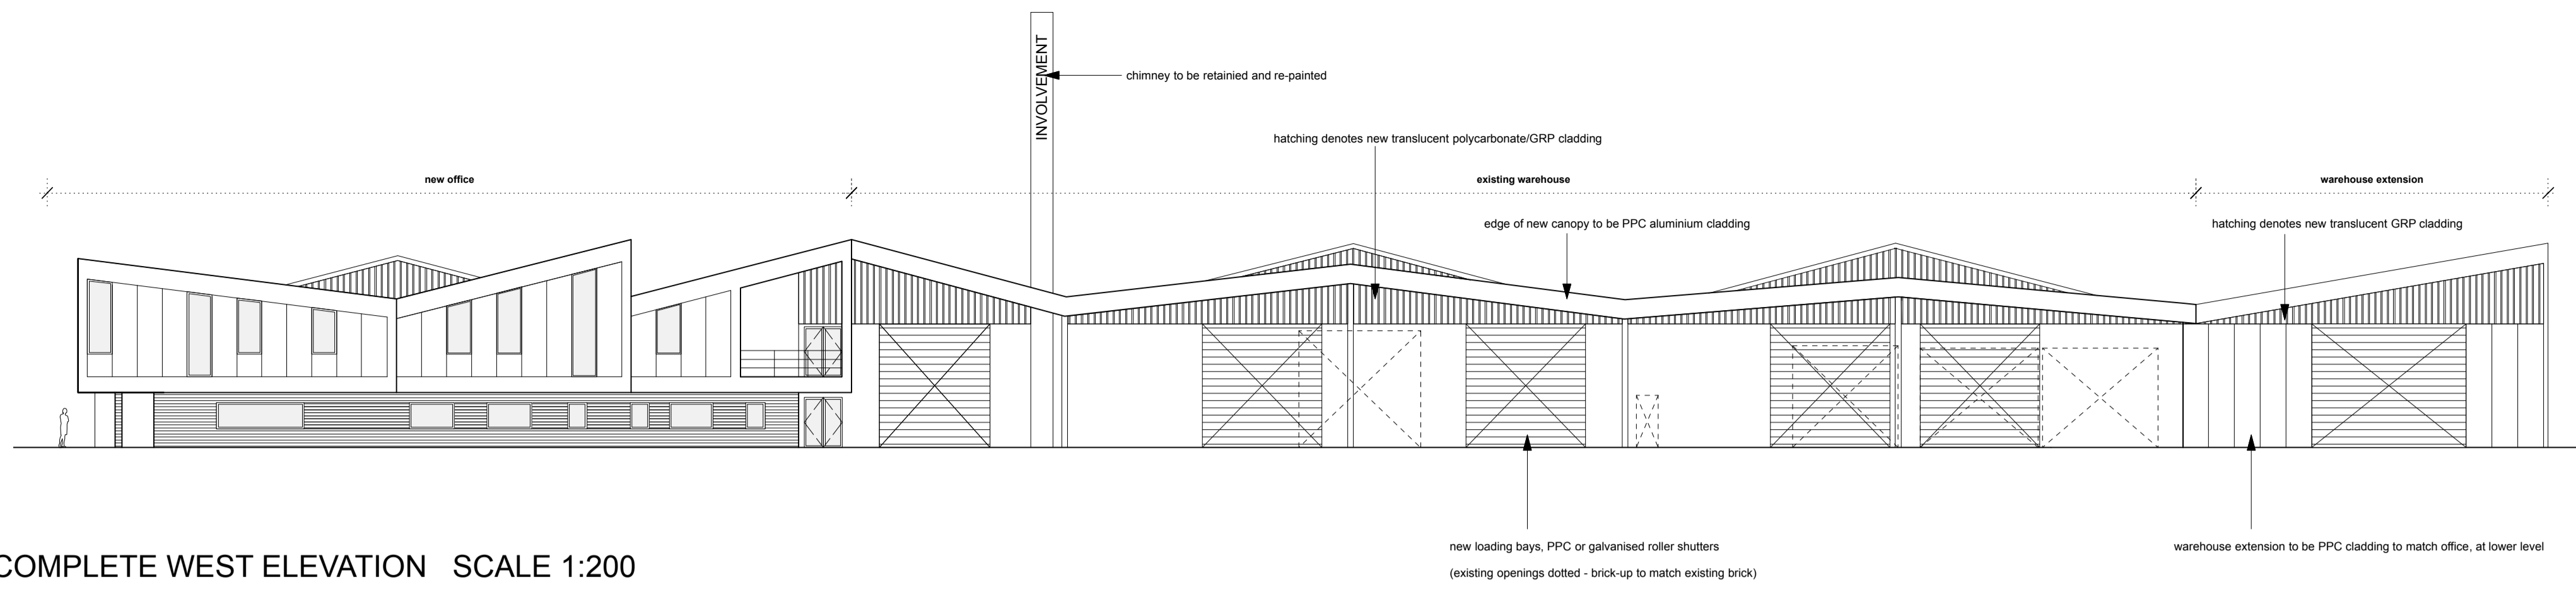 INVOLVEMENT
chimney to be retainied and re-painted
hatching denotes new translucent polycarbonate/GRP cladding
new office
existing warehouse
warehouse extension
edge of new canopy to be PPC aluminium cladding
hatching denotes new translucent GRP cladding
new loading bays, PPC or galvanised roller shutters
(existing openings dotted - brick-up to match existing brick)
warehouse extension to be PPC cladding to match office, at lower level
COMPLETE WEST ELEVATION SCALE 1:200